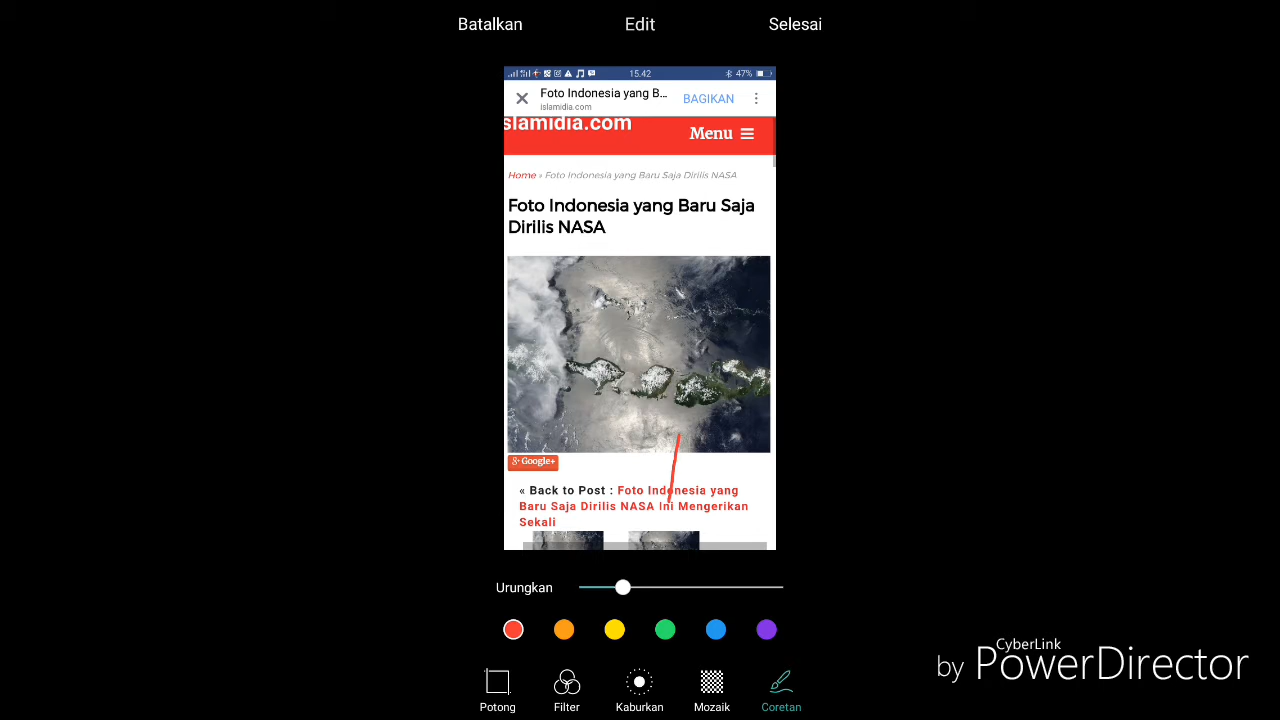 Batalkan Edit Selesai
15.42 47%
Foto Indonesia yang B... BAGIKAN
islamidia.com
slamidia.com
Menu
Home » Foto Indonesia yang Baru Saja Dirilis NASA
Foto Indonesia yang Baru Saja
Dirilis NASA
Google+
« Back to Post : Foto Indonesia yang
Baru Saja Dirilis NASA Ini Mengerikan
Sekali
Urungkan
Potong Filter Kaburkan Mozaik Coretan
CyberLink
by PowerDirector